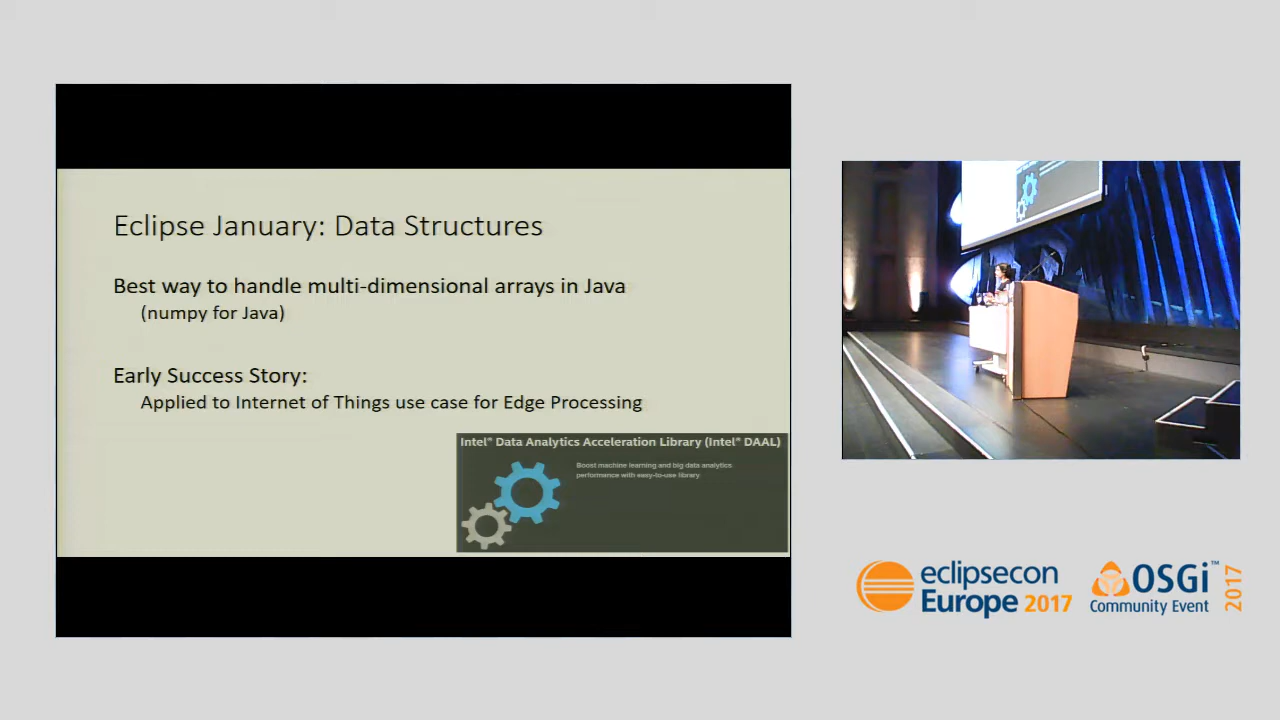 Eclipse January: Data Structures
Best way to handle multi-dimensional arrays in Java
(numpy for Java)
Early Success Story:
Applied to Internet of Things use case for Edge Processing
Intel® Data Analytics Acceleration Library (Intel® DAAL)
Boost machine learning and big data analytics
performance with easy-to-use library
eclipsecon
Europe 2017
OSGi™
Community Event
2017